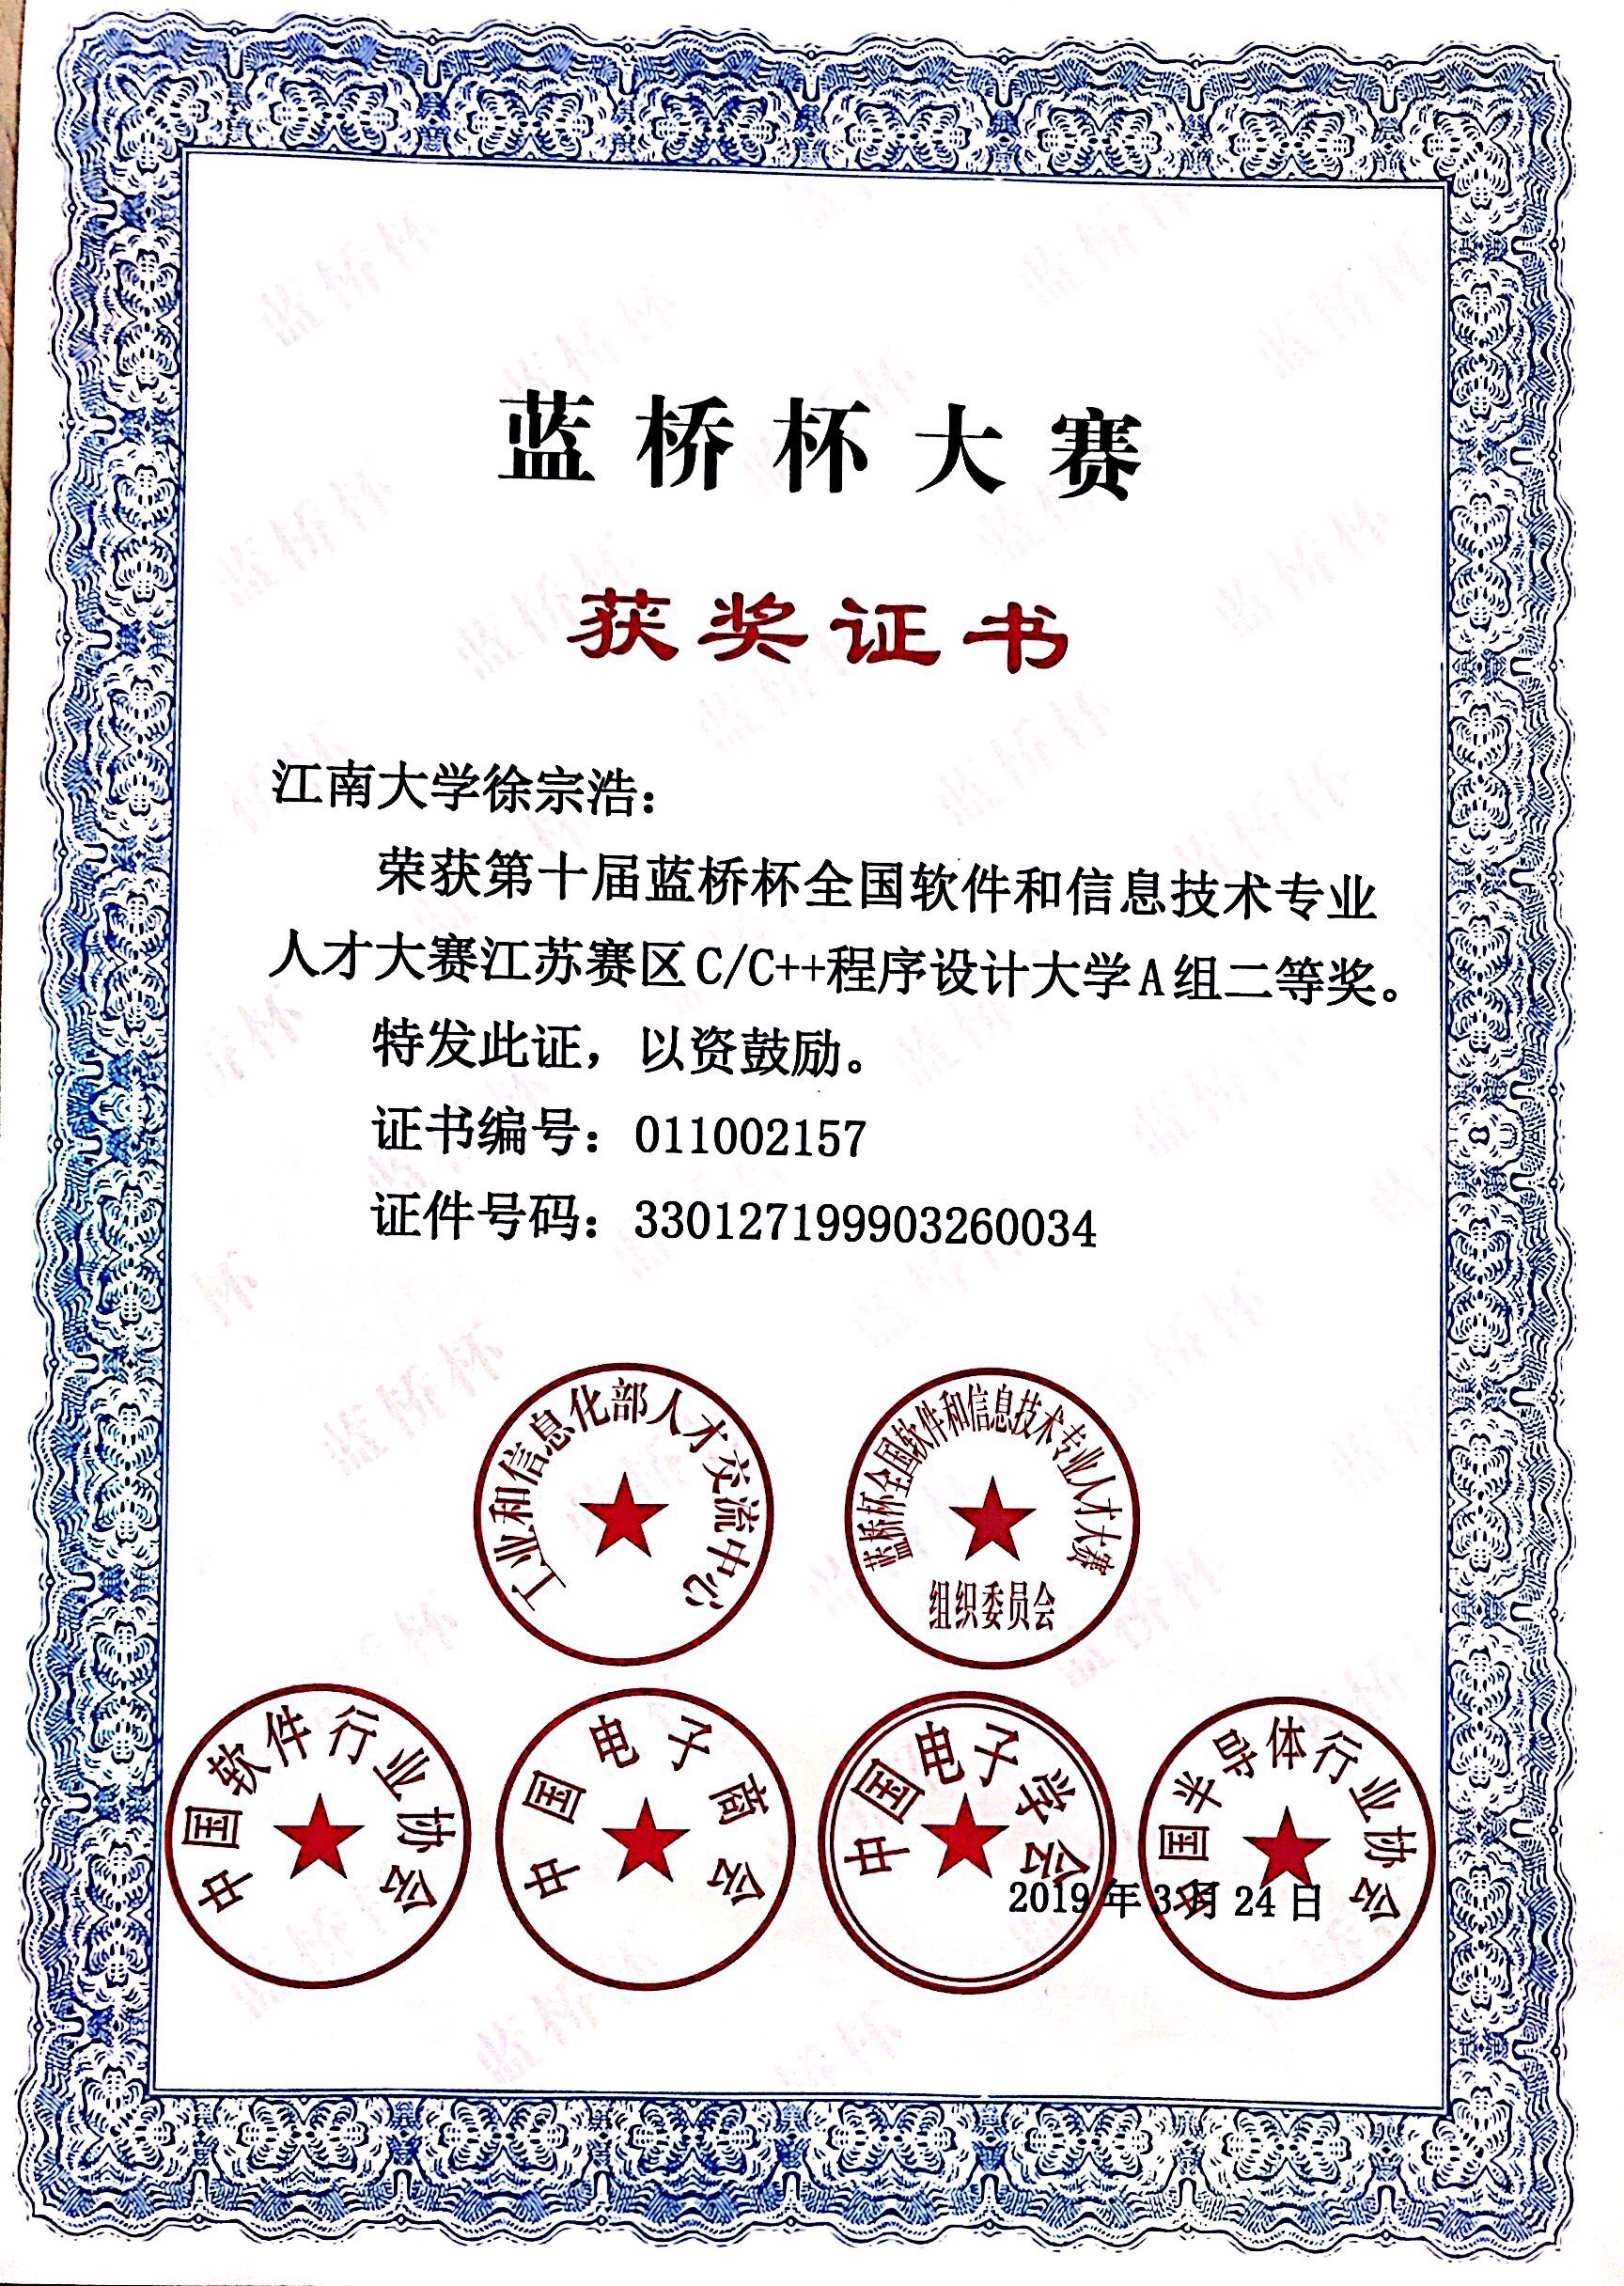 蓝桥杯大赛
获奖证书
江南大学徐宗浩：
荣获第十届蓝桥杯全国软件和信息技术专业
人才大赛江苏赛区C/C++程序设计大学A组二等奖。
特发此证，以资鼓励。
证书编号：011002157
证件号码：330127199903260034
工业和信息化部人才交流中心
蓝桥杯全国软件和信息技术专业人才大赛
组织委员会
中国软件行业协会
中国电子商会
中国电子学会
中国半导体行业协会
2019年3月24日